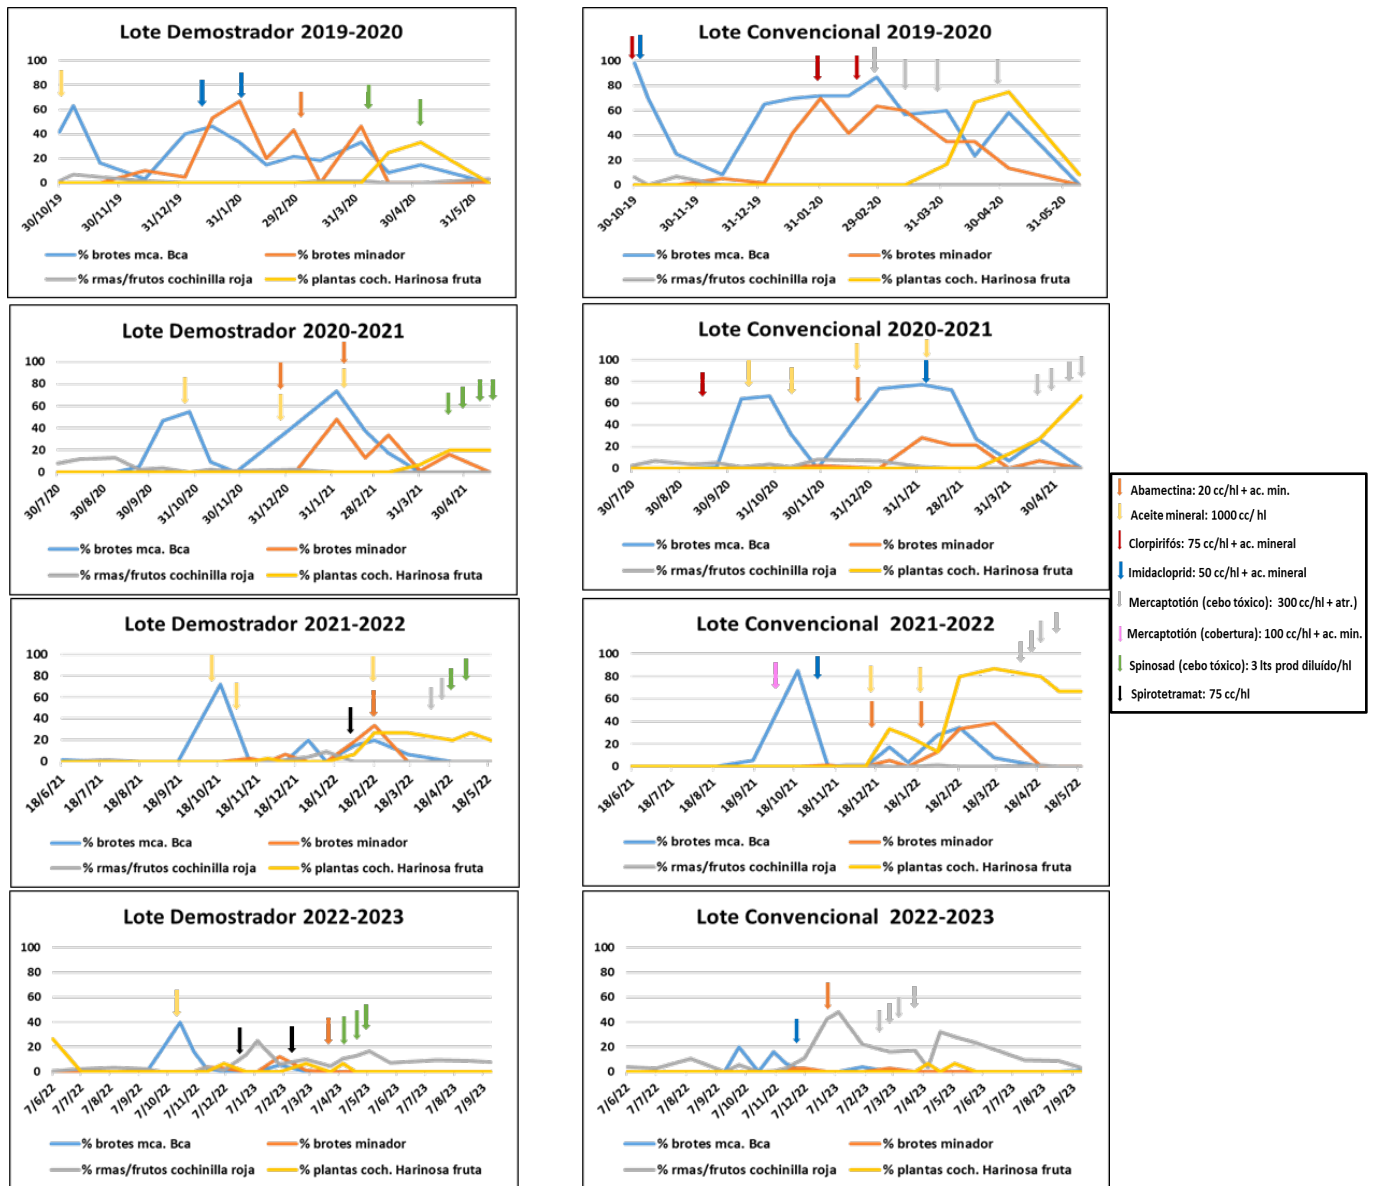 Lote Demostrador 2019-2020
100
80
60
40
20
0
30/10/19
30/11/19
31/12/19
31/1/20
29/2/20
31/3/20
30/4/20
31/5/20
% brotes mca. Bca
% brotes minador
% rmas/frutos cochinilla roja
% plantas coch. Harinosa fruta
Lote Convencional 2019-2020
100
80
60
40
20
0
30-10-19
30-11-19
31-12-19
31-01-20
29-02-20
31-03-20
30-04-20
31-05-20
% brotes mca. Bca
% brotes minador
% rmas/frutos cochinilla roja
% plantas coch. Harinosa fruta
Lote Demostrador 2020-2021
100
80
60
40
20
0
30/7/20
30/8/20
30/9/20
31/10/20
30/11/20
31/12/20
31/1/21
28/2/21
31/3/21
30/4/21
% brotes mca. Bca
% brotes minador
% rmas/frutos cochinilla roja
% plantas coch. Harinosa fruta
Lote Convencional 2020-2021
100
80
60
40
20
0
30/7/20
30/8/20
30/9/20
31/10/20
30/11/20
31/12/20
31/1/21
28/2/21
31/3/21
30/4/21
% brotes mca. Bca
% brotes minador
% rmas/frutos cochinilla roja
% plantas coch. Harinosa fruta
Abamectina: 20 cc/hl + ac. min.
Aceite mineral: 1000 cc/ hl
Clorpirifós: 75 cc/hl + ac. mineral
Imidacloprid: 50 cc/hl + ac. mineral
Mercaptotión (cebo tóxico): 300 cc/hl + atr.)
Mercaptotión (cobertura): 100 cc/hl + ac. min.
Spinosad (cebo tóxico): 3 lts prod diluído/hl
Spirotetramat: 75 cc/hl
Lote Demostrador 2021-2022
100
80
60
40
20
0
18/6/21
18/7/21
18/8/21
18/9/21
18/10/21
18/11/21
18/12/21
18/1/22
18/2/22
18/3/22
18/4/22
18/5/22
% brotes mca. Bca
% brotes minador
% rmas/frutos cochinilla roja
% plantas coch. Harinosa fruta
Lote Convencional 2021-2022
100
80
60
40
20
0
18/6/21
18/7/21
18/8/21
18/9/21
18/10/21
18/11/21
18/12/21
18/1/22
18/2/22
18/3/22
18/4/22
18/5/22
% brotes mca. Bca
% brotes minador
% rmas/frutos cochinilla roja
% plantas coch. Harinosa fruta
Lote Demostrador 2022-2023
100
80
60
40
20
0
7/6/22
7/7/22
7/8/22
7/9/22
7/10/22
7/11/22
7/12/22
7/1/23
7/2/23
7/3/23
7/4/23
7/5/23
7/6/23
7/7/23
7/8/23
7/9/23
% brotes mca. Bca
% brotes minador
% rmas/frutos cochinilla roja
% plantas coch. Harinosa fruta
Lote Convencional 2022-2023
100
80
60
40
20
0
7/6/22
7/7/22
7/8/22
7/9/22
7/10/22
7/11/22
7/12/22
7/1/23
7/2/23
7/3/23
7/4/23
7/5/23
7/6/23
7/7/23
7/8/23
7/9/23
% brotes mca. Bca
% brotes minador
% rmas/frutos cochinilla roja
% plantas coch. Harinosa fruta